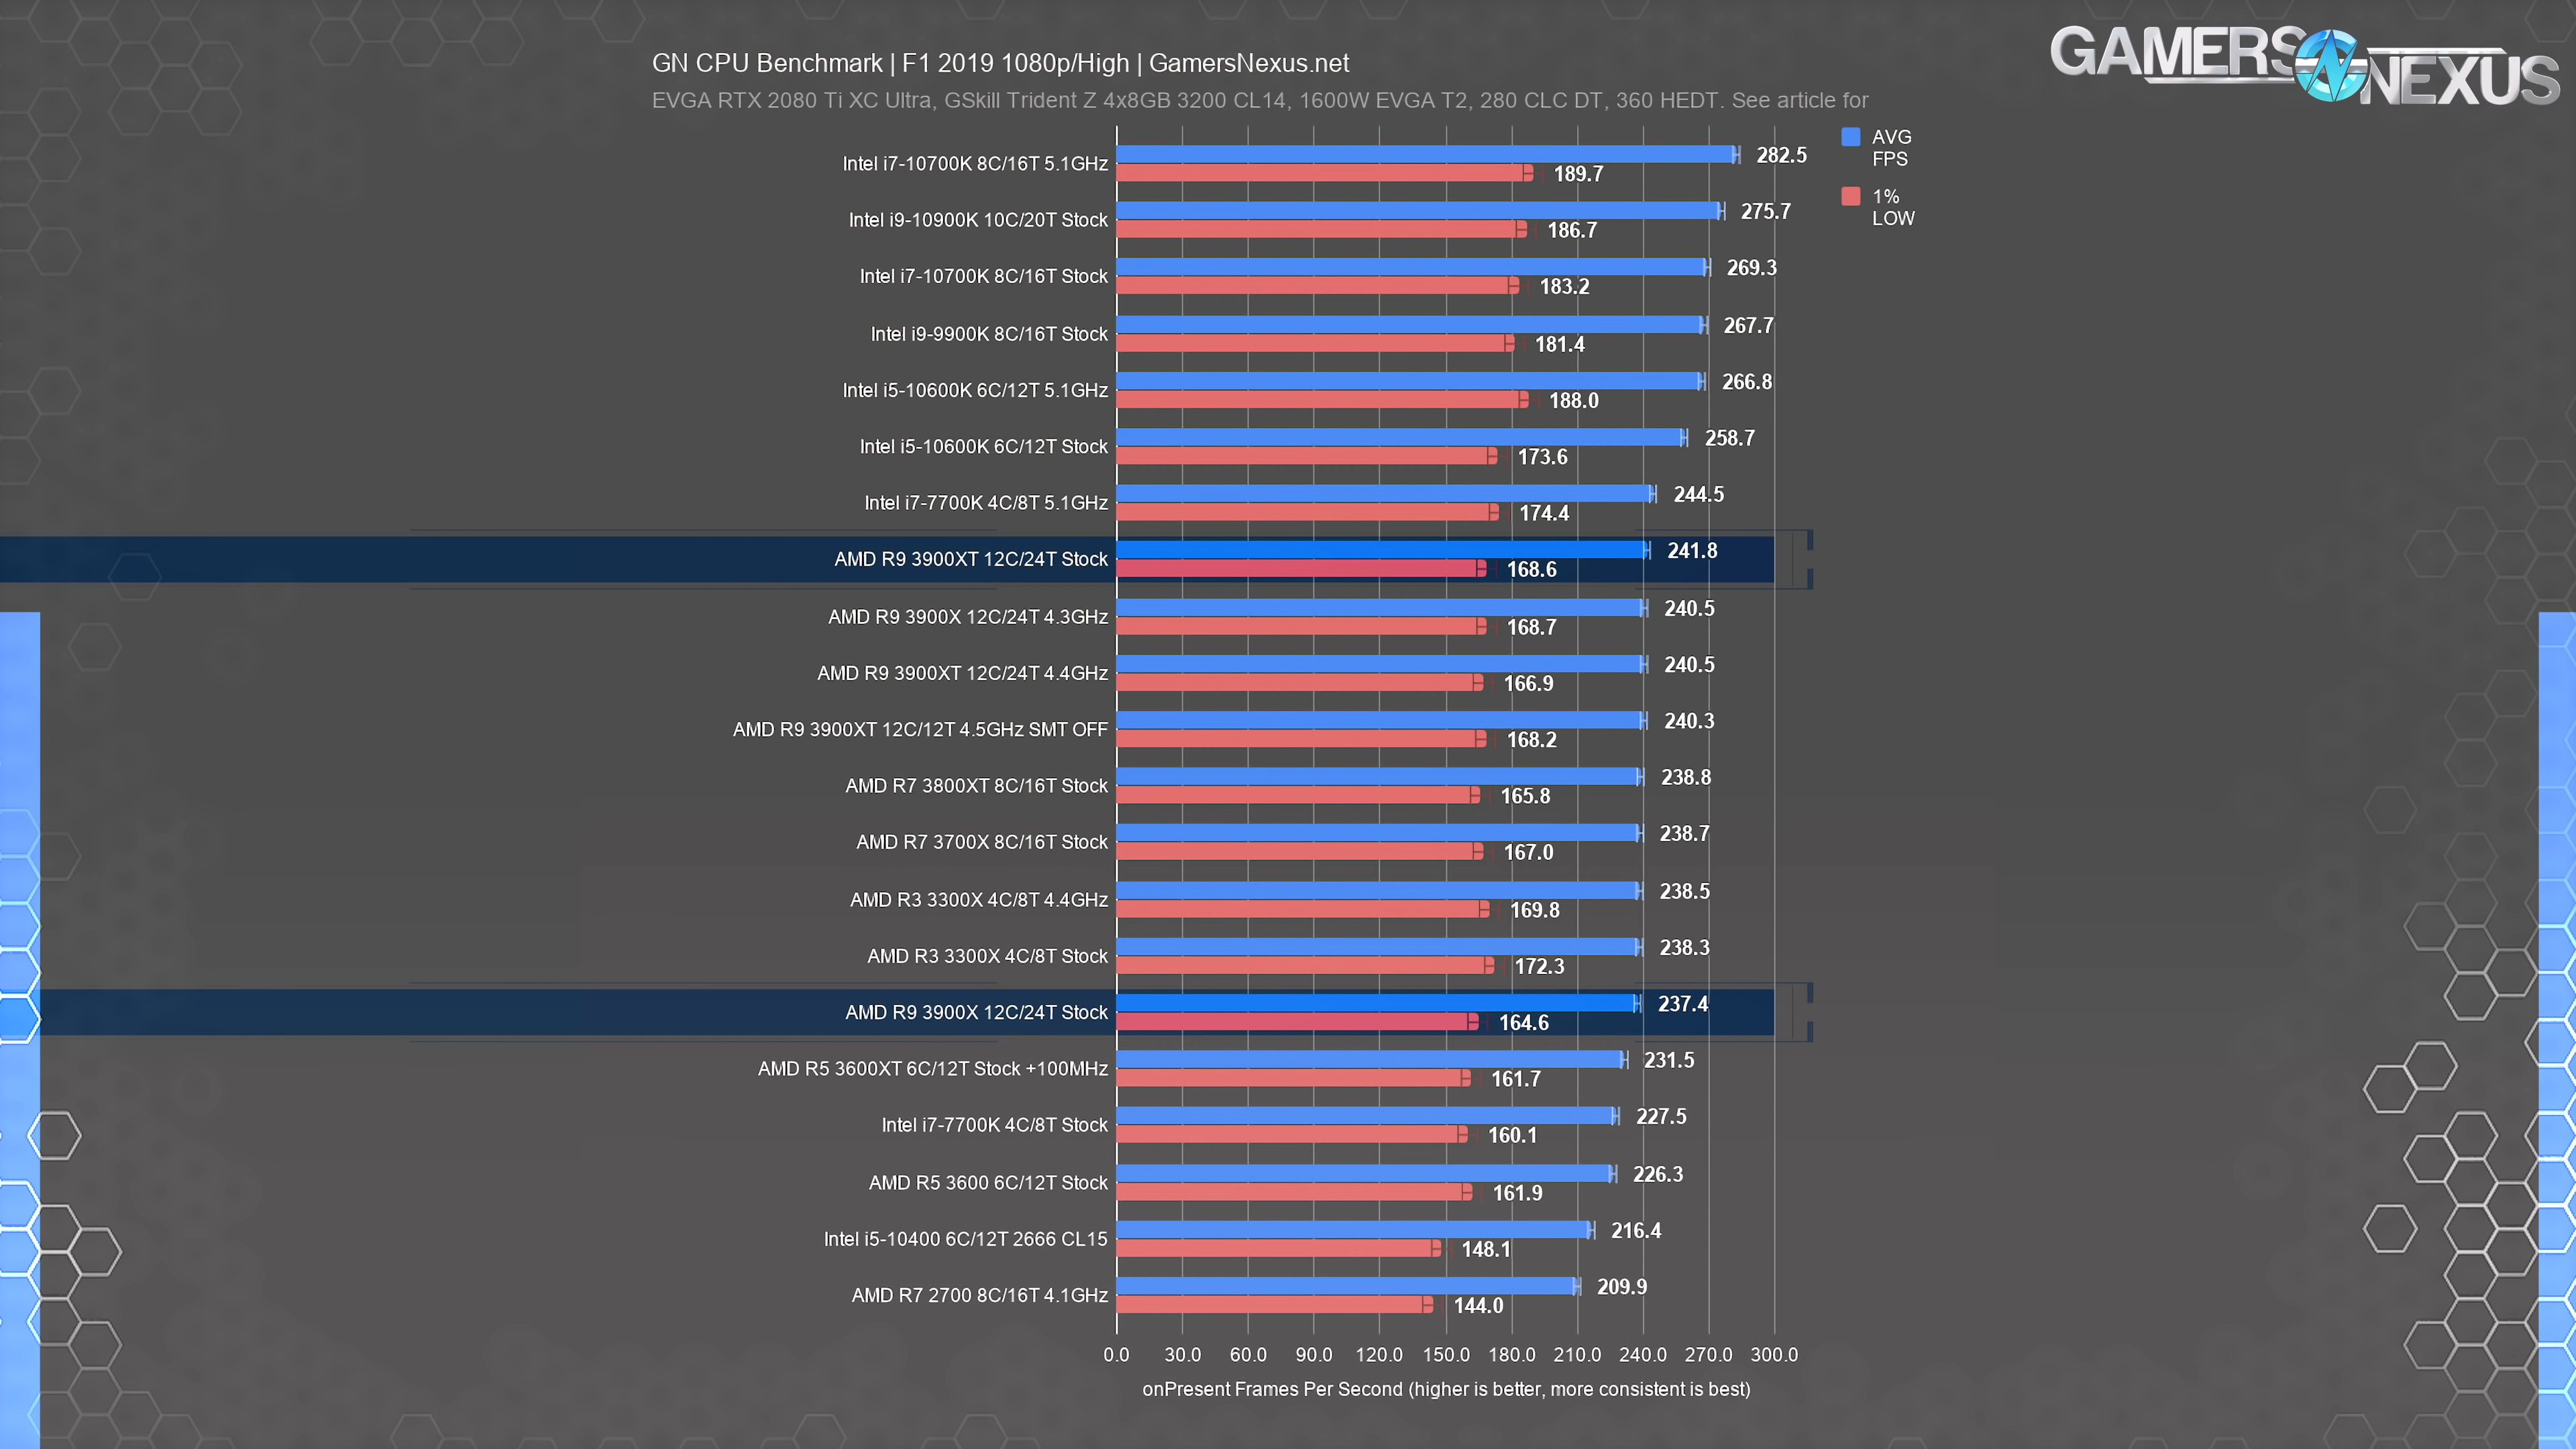 GAMERS NEXUS
GN CPU Benchmark | F1 2019 1080p/High | GamersNexus.net
EVGA RTX 2080 Ti XC Ultra, GSkill Trident Z 4x8GB 3200 CL14, 1600W EVGA T2, 280 CLC DT, 360 HEDT. See article for
AVG
FPS
1%
LOW
Intel i7-10700K 8C/16T 5.1GHz
282.5
189.7
Intel i9-10900K 10C/20T Stock
275.7
186.7
Intel i7-10700K 8C/16T Stock
269.3
183.2
Intel i9-9900K 8C/16T Stock
267.7
181.4
Intel i5-10600K 6C/12T 5.1GHz
266.8
188.0
Intel i5-10600K 6C/12T Stock
258.7
173.6
Intel i7-7700K 4C/8T 5.1GHz
244.5
174.4
AMD R9 3900XT 12C/24T Stock
241.8
168.6
AMD R9 3900X 12C/24T 4.3GHz
240.5
168.7
AMD R9 3900XT 12C/24T 4.4GHz
240.5
166.9
AMD R9 3900XT 12C/12T 4.5GHz SMT OFF
240.3
168.2
AMD R7 3800XT 8C/16T Stock
238.8
165.8
AMD R7 3700X 8C/16T Stock
238.7
167.0
AMD R3 3300X 4C/8T 4.4GHz
238.5
169.8
AMD R3 3300X 4C/8T Stock
238.3
172.3
AMD R9 3900X 12C/24T Stock
237.4
164.6
AMD R5 3600XT 6C/12T Stock +100MHz
231.5
161.7
Intel i7-7700K 4C/8T Stock
227.5
160.1
AMD R5 3600 6C/12T Stock
226.3
161.9
Intel i5-10400 6C/12T 2666 CL15
216.4
148.1
AMD R7 2700 8C/16T 4.1GHz
209.9
144.0
0.0 30.0 60.0 90.0 120.0 150.0 180.0 210.0 240.0 270.0 300.0
onPresent Frames Per Second (higher is better, more consistent is best)